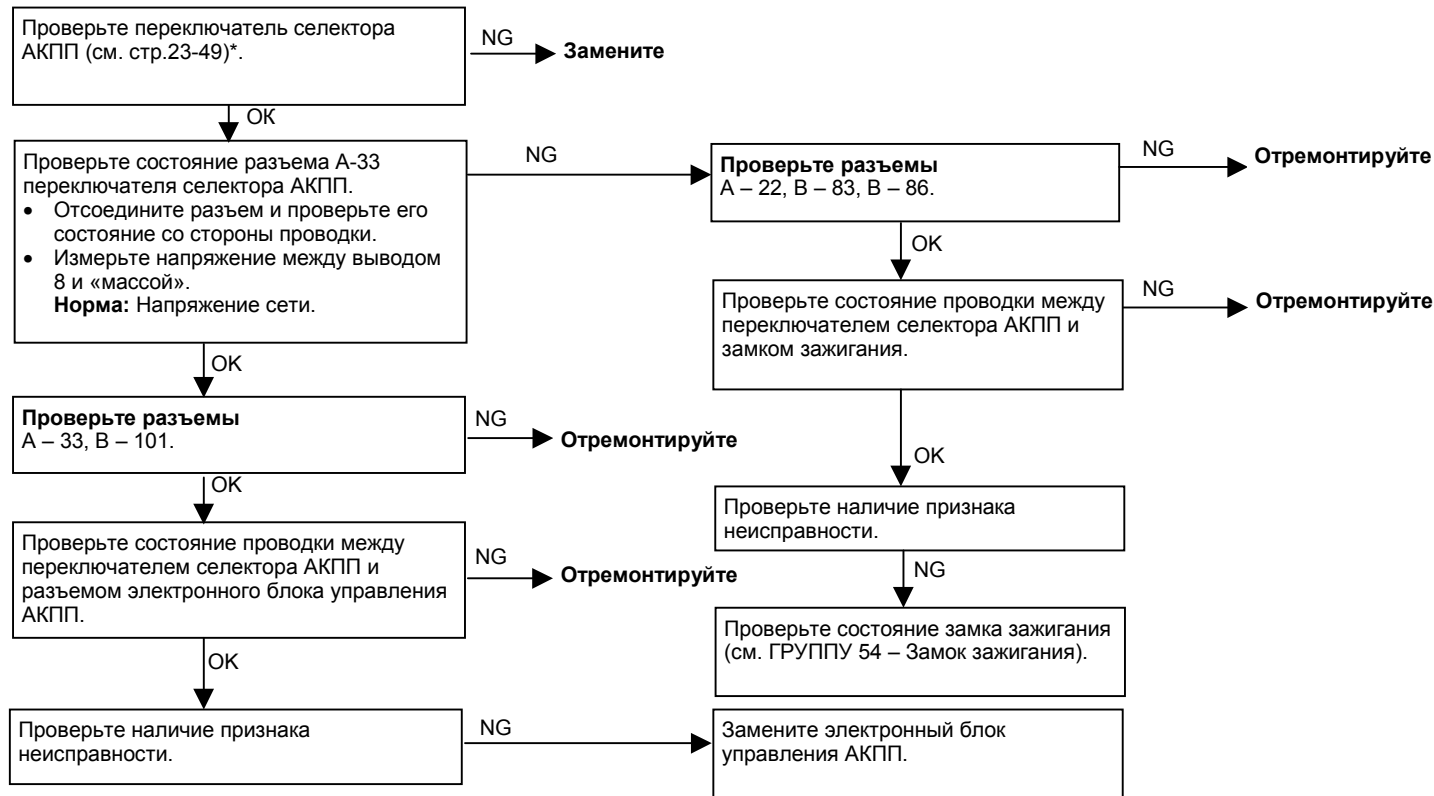 Проверьте переключатель селектора
АКПП (см. стр.23-49)*.
NG
Замените
OK
Проверьте состояние разъема А-33
переключателя селектора АКПП.
• Отсоедините разъем и проверьте его
состояние со стороны проводки.
• Измерьте напряжение между выводом
8 и «массой».
Норма: Напряжение сети.
NG
Проверьте разъемы
А – 22, В – 83, В – 86.
NG
Отремонтируйте
OK
Проверьте состояние проводки между
переключателем селектора АКПП и
замком зажигания.
NG
Отремонтируйте
OK
Проверьте разъемы
А – 33, В – 101.
NG
Отремонтируйте
OK
OK
Проверьте наличие признака
неисправности.
Проверьте состояние проводки между
переключателем селектора АКПП и
разъемом электронного блока управления
АКПП.
NG
Отремонтируйте
NG
Проверьте состояние замка зажигания
(см. ГРУППУ 54 – Замок зажигания).
OK
Проверьте наличие признака
неисправности.
NG
Замените электронный блок
управления АКПП.